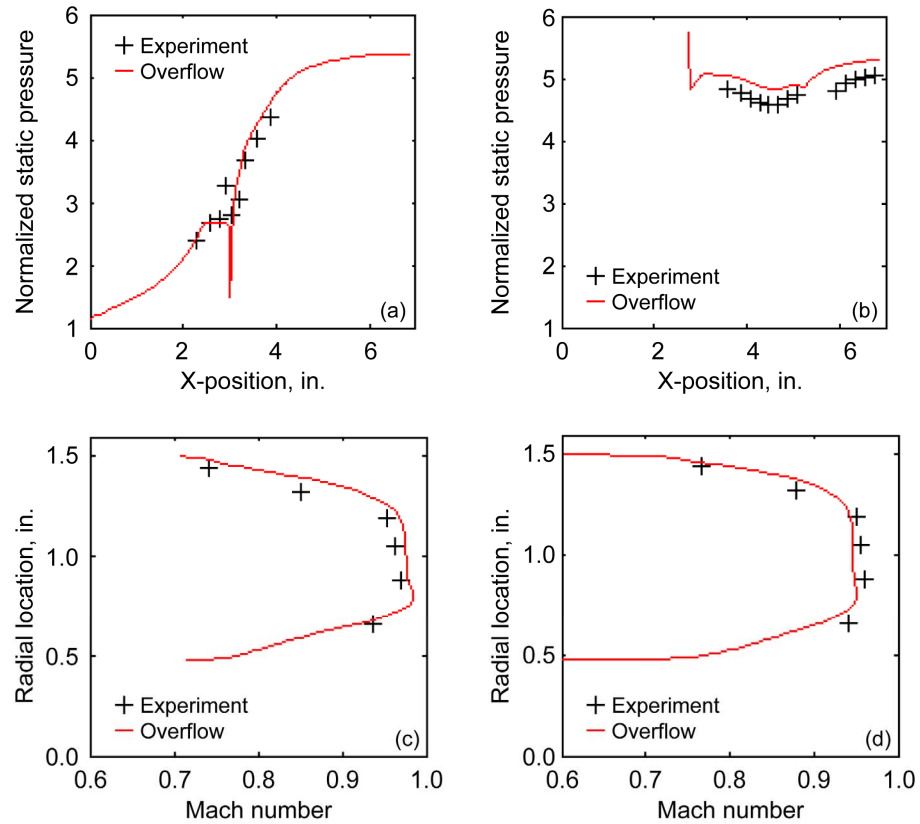 6
5
4
3
2
1
Normalized static pressure
Experiment
Overflow
(a)
0 2 4 6
X-position, in.
6
5
4
3
2
1
Normalized static pressure
Experiment
Overflow
(b)
0 2 4 6
X-position, in.
1.5
1.0
0.5
0.0
Radial location, in.
Experiment
Overflow
(c)
0.6 0.7 0.8 0.9 1.0
Mach number
1.5
1.0
0.5
0.0
Radial location, in.
Experiment
Overflow
(d)
0.6 0.7 0.8 0.9 1.0
Mach number